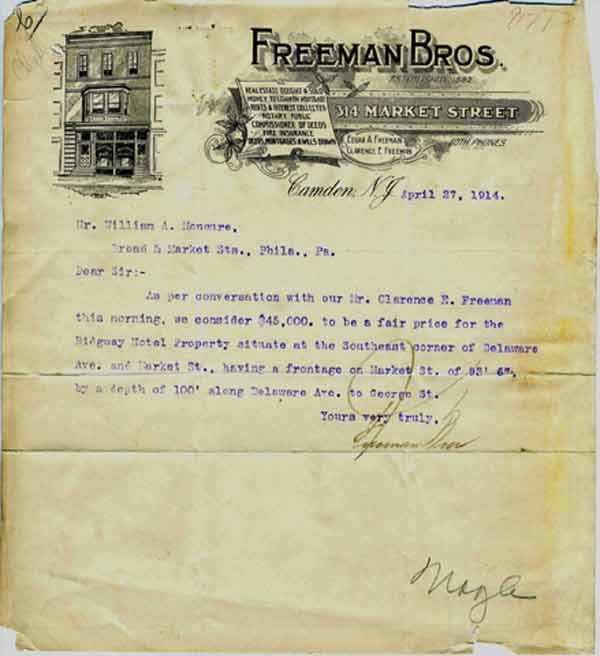 FREEMAN BROS.
ESTABLISHED 1882
REAL ESTATE BOUGHT & SOLD
MONEY TO LOAN ON MORTGAGE
RENTS & INTEREST COLLECTED
NOTARY PUBLIC
COMMISSIONER OF DEEDS
FIRE INSURANCE
DEEDS, MORTGAGES & WILLS DRAWN
314 MARKET STREET
EDGAR A. FREEMAN
CLARENCE E. FREEMAN
BOTH PHONES
Camden, N.J. April 27, 1914.
Mr. William A. Moncure,
Broad & Market Sts., Phila., Pa.
Dear Sir:-
As per conversation with our Mr. Clarence E. Freeman
this morning, we consider $45,000. to be a fair price for the
Ridgway Hotel Property situate at the Southeast corner of Delaware
Ave. and Market St., having a frontage on Market St. of 93' 6",
by a depth of 100' along Delaware Ave. to George St.
Yours very truly,
Freeman Bros